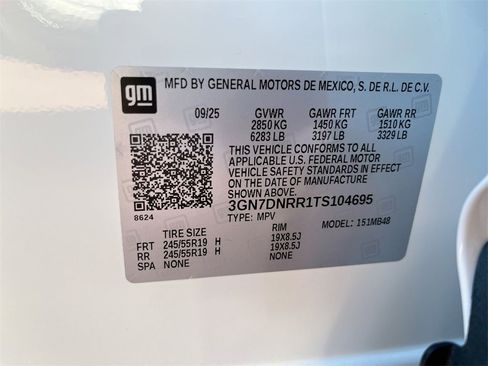 gm
MFD BY GENERAL MOTORS DE MEXICO, S. DE R.L. DE C.V.
09/25 GVWR GAWR FRT GAWR RR
2850 KG 1450 KG 1510 KG
6283 LB 3197 LB 3329 LB
THIS VEHICLE CONFORMS TO ALL
APPLICABLE U.S. FEDERAL MOTOR
VEHICLE SAFETY STANDARDS IN EFFECT
ON THE DATE OF MANUFACTURE
SHOWN ABOVE.
3GN7DNRR1TS104695
8624 TYPE: MPV MODEL: 151MB48
TIRE SIZE RIM
FRT 245/55R19 H 19X8.5J
RR 245/55R19 H 19X8.5J
SPA NONE NONE